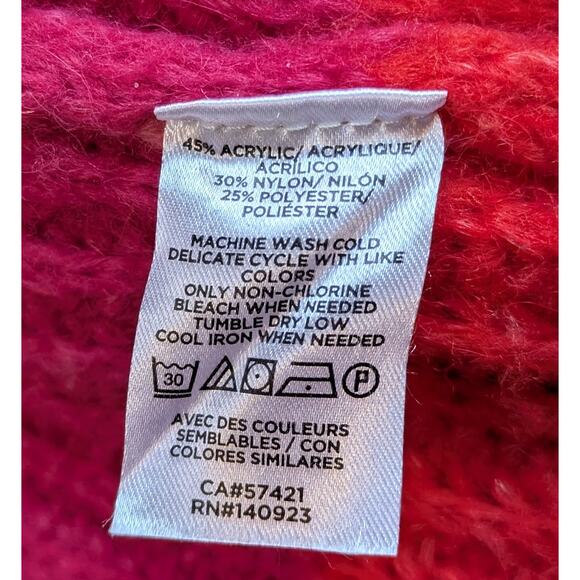 45% ACRYLIC/ ACRYLIQUE/
ACRÍLICO
30% NYLON/ NILÓN
25% POLYESTER/
POLIÉSTER
MACHINE WASH COLD
DELICATE CYCLE WITH LIKE
COLORS
ONLY NON-CHLORINE
BLEACH WHEN NEEDED
TUMBLE DRY LOW
COOL IRON WHEN NEEDED
30 P
AVEC DES COULEURS
SEMBLABLES / CON
COLORES SIMILARES
CA#57421
RN#140923